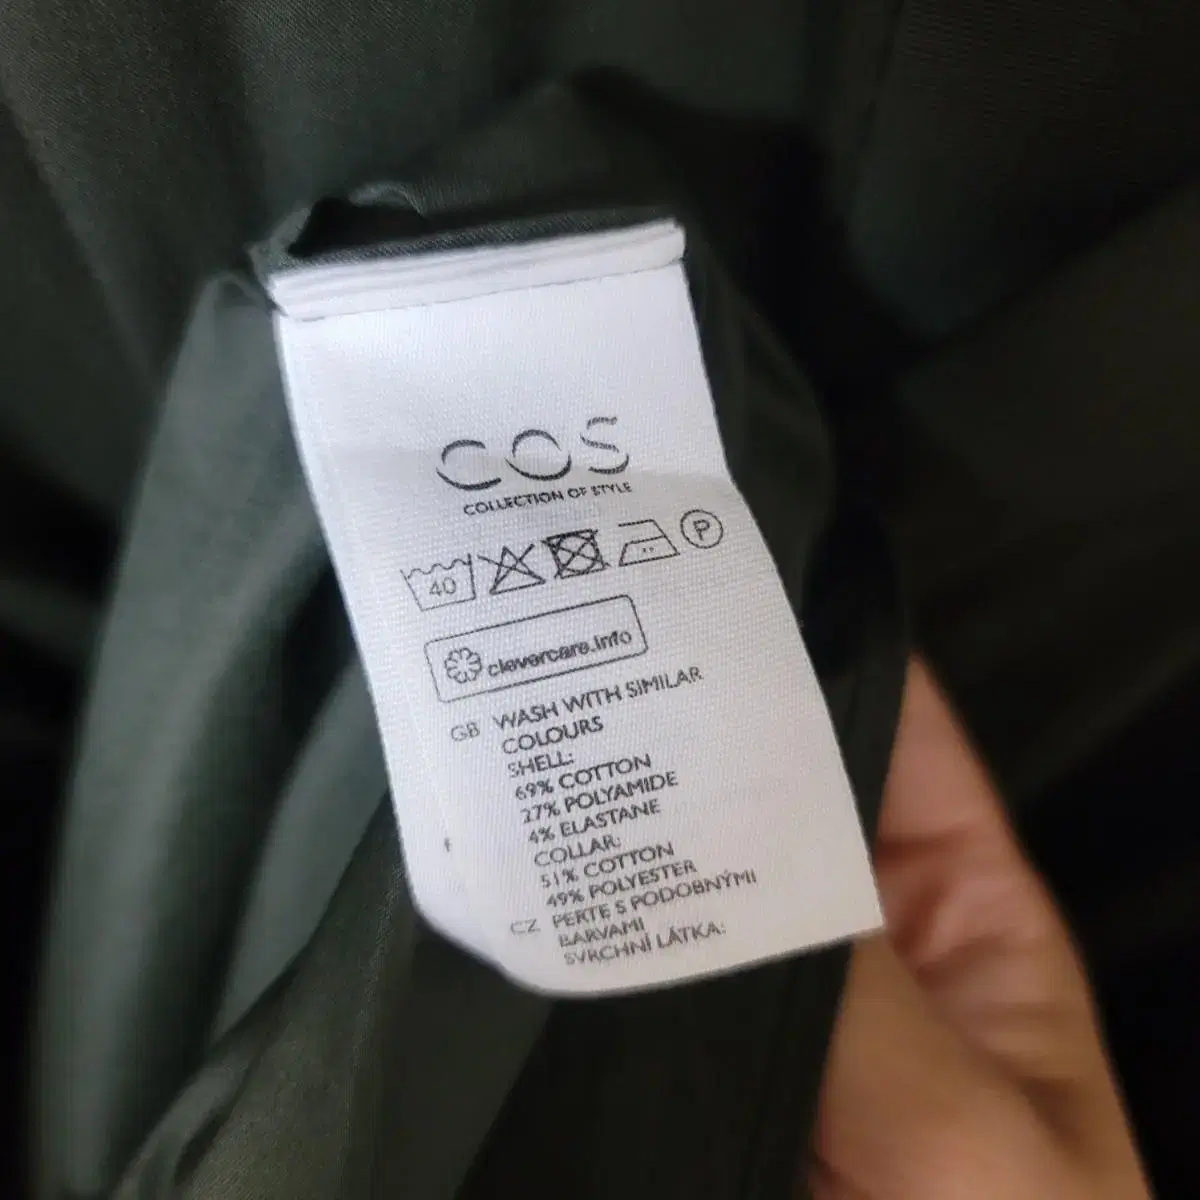 COS
COLLECTION OF STYLE
40 P
clevercare.info
GB WASH WITH SIMILAR
COLOURS
SHELL:
69% COTTON
27% POLYAMIDE
4% ELASTANE
COLLAR:
51% COTTON
49% POLYESTER
CZ PERTE S PODOBNÝMI
BARVAMI
SVRCHNÍ LÁTKA: